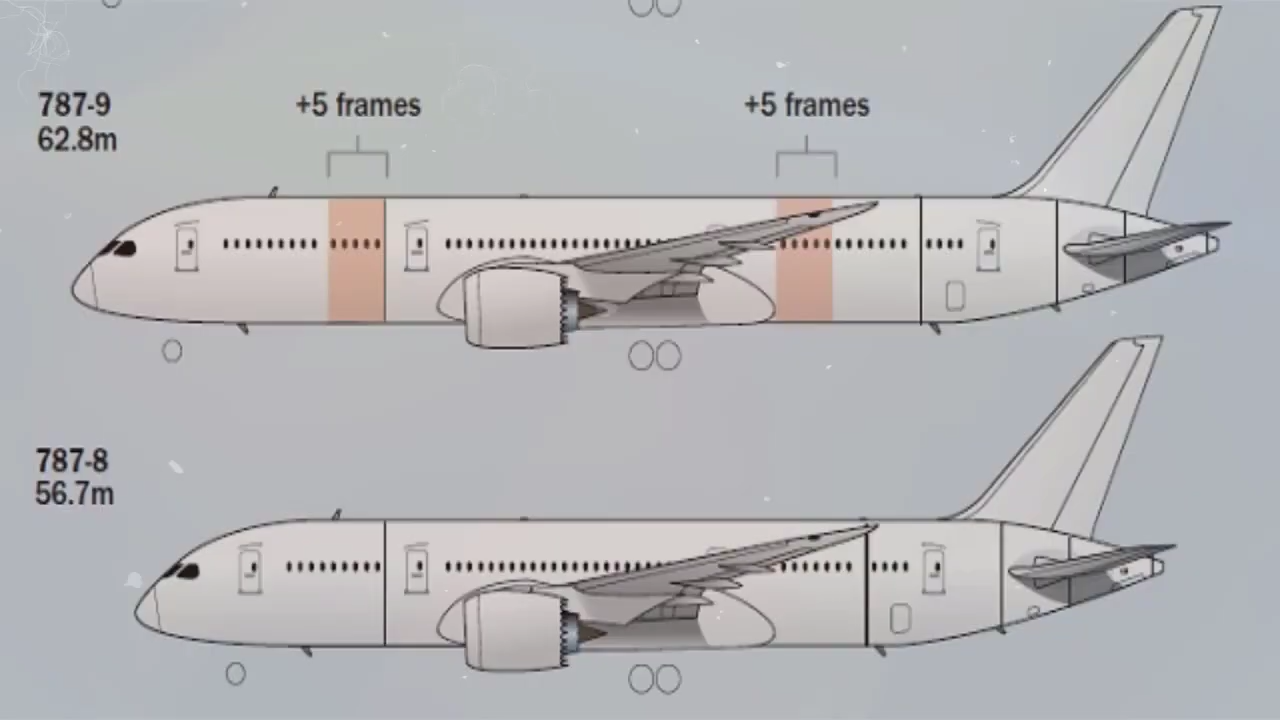 787-9
62.8m
+5 frames
+5 frames
787-8
56.7m